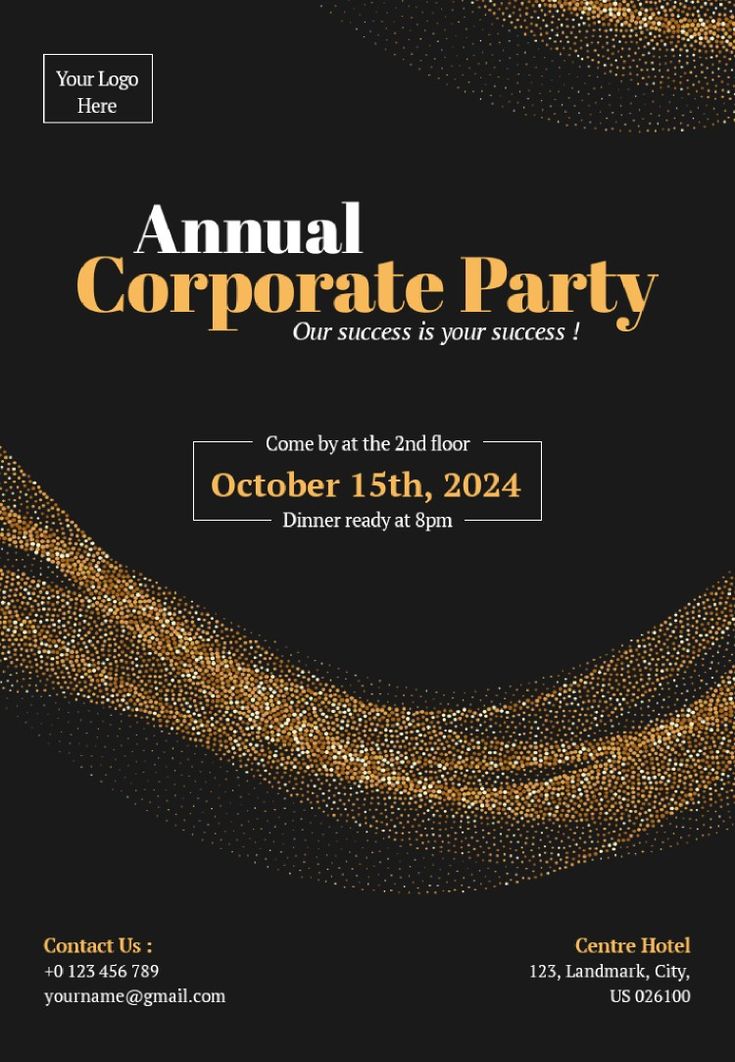 Your Logo
Here
Annual
Corporate Party
Our success is your success !
Come by at the 2nd floor
October 15th, 2024
Dinner ready at 8pm
Contact Us :
+0 123 456 789
yourname@gmail.com
Centre Hotel
123, Landmark, City,
US 026100